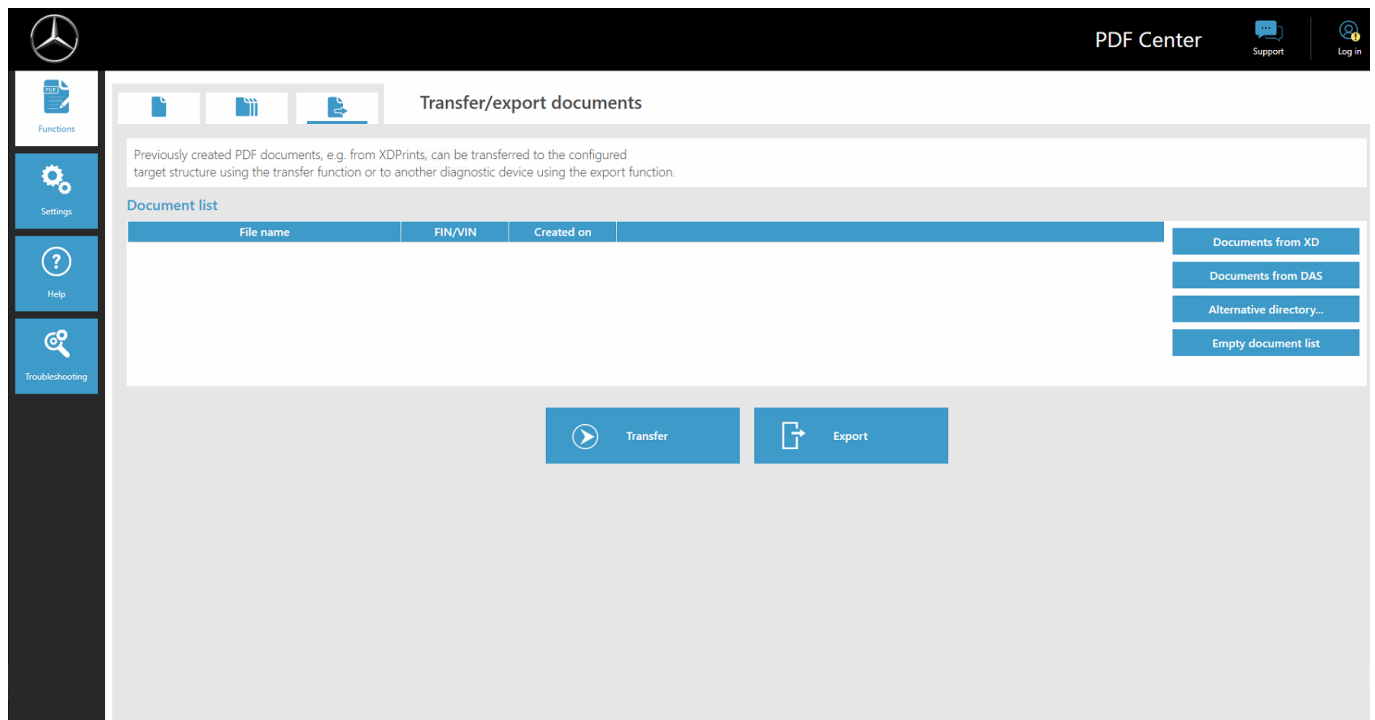 PDF Center
Support
Log in
PDF
Functions
Transfer/export documents
Previously created PDF documents, e.g. from XDPrints, can be transferred to the configured
target structure using the transfer function or to another diagnostic device using the export function.
Settings
Document list
File name FIN/VIN Created on
Documents from XD
Documents from DAS
Alternative directory...
Empty document list
Help
Troubleshooting
Transfer
Export